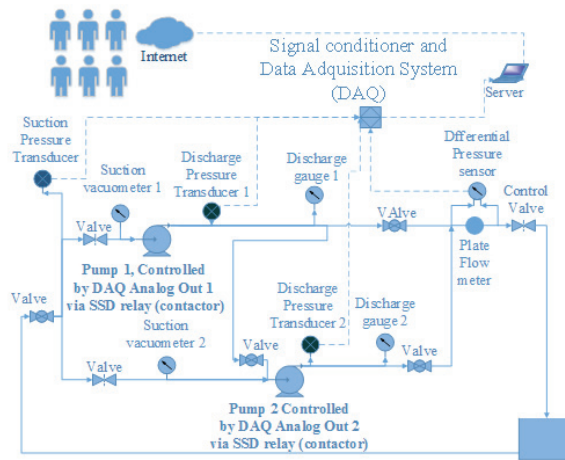 Internet
Signal conditioner and
Data Adquisition System
(DAQ)
Server
Suction
Pressure
Transducer
Suction
vacuometer 1
Discharge
Pressure
Transducer 1
Discharge
gauge 1
Dfferential
Pressure
sensor
Control
Valve
Valve
VAlve
Plate
Flow
meter
Pump 1, Controlled
by DAQ Analog Out 1
via SSD relay (contactor)
Valve
Suction
vacuometer 2
Discharge
Pressure
Transducer 2
Discharge
gauge 2
Valve
Valve
Valve
Pump 2 Controlled
by DAQ Analog Out 2
via SSD relay (contactor)